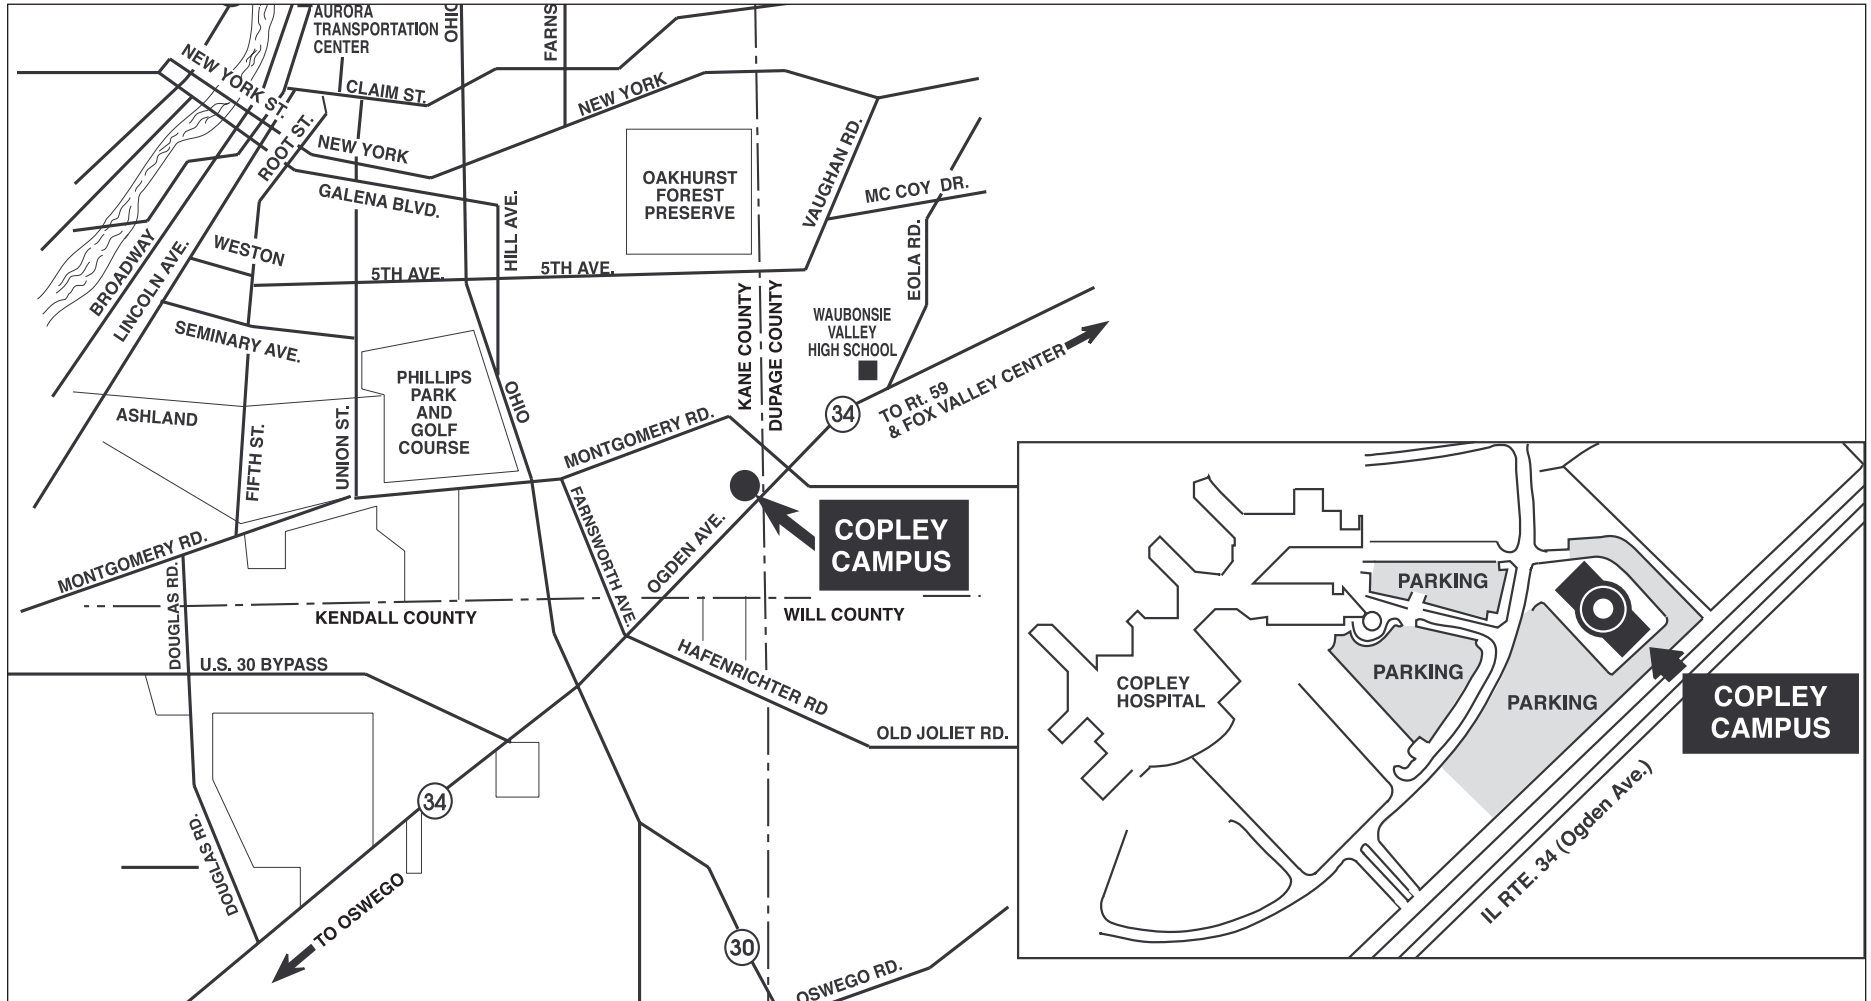 AURORA
TRANSPORTATION
CENTER
OHIO
FARNS
NEW YORK ST.
CLAIM ST.
NEW YORK
ROOT ST.
NEW YORK
GALENA BLVD.
HILL AVE.
OAKHURST
FOREST
PRESERVE
VAUGHAN RD.
MC COY DR.
EOLA RD.
BROADWAY
LINCOLN AVE.
WESTON
5TH AVE.
5TH AVE.
SEMINARY AVE.
KANE COUNTY
DUPAGE COUNTY
WAUBONSIE
VALLEY
HIGH SCHOOL
PHILLIPS
PARK
AND
GOLF
COURSE
OHIO
ASHLAND
FIFTH ST.
UNION ST.
MONTGOMERY RD.
34
TO Rt. 59
& FOX VALLEY CENTER
COPLEY
CAMPUS
FARNSWORTH AVE.
OGDEN AVE.
MONTGOMERY RD.
DOUGLAS RD.
KENDALL COUNTY
WILL COUNTY
U.S. 30 BYPASS
HAFENRICHTER RD
OLD JOLIET RD.
34
DOUGLAS RD.
TO OSWEGO
30
OSWEGO RD.
PARKING
PARKING
PARKING
COPLEY
HOSPITAL
COPLEY
CAMPUS
IL RTE. 34 (Ogden Ave.)